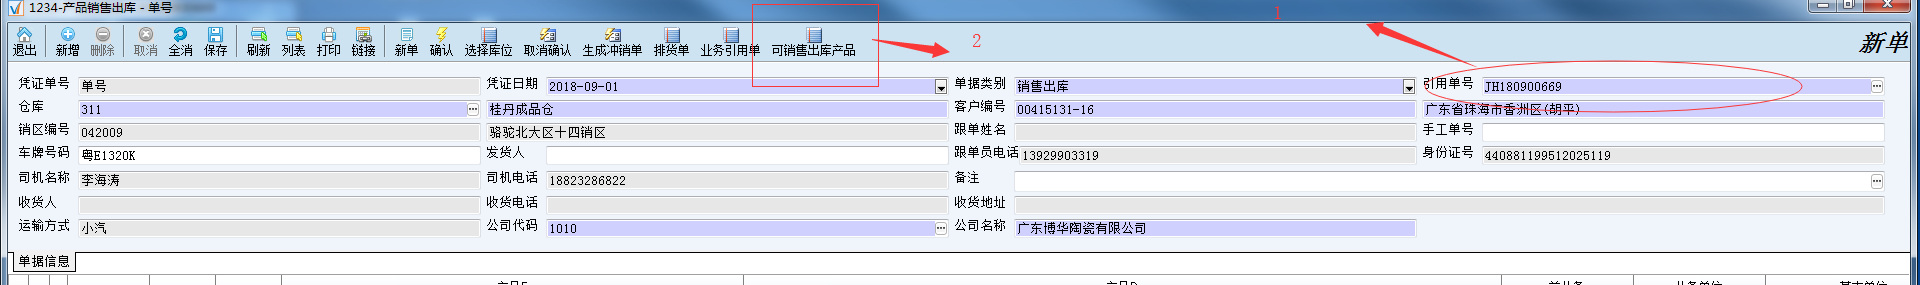 1234-产品销售出库 - 单号
1
退出 新增 删除 取消 全消 保存 刷新 列表 打印 链接 新单 确认 选择库位 取消确认 生成冲销单 排货单 业务引用单 可销售出库产品 2 新单
凭证单号 单号 凭证日期 2018-09-01 单据类别 销售出库 引用单号 JH180900669
仓库 311 桂丹成品仓 客户编号 00415131-16 广东省珠海市香洲区(胡平)
销区编号 042009 骆驼北大区十四销区 跟单姓名 手工单号
车牌号码 粤E1320K 发货人 跟单员电话 13929903319 身份证号 440881199512025119
司机名称 李海涛 司机电话 18823286822 备注
收货人 收货电话 收货地址
运输方式 小汽 公司代码 1010 公司名称 广东博华陶瓷有限公司
单据信息